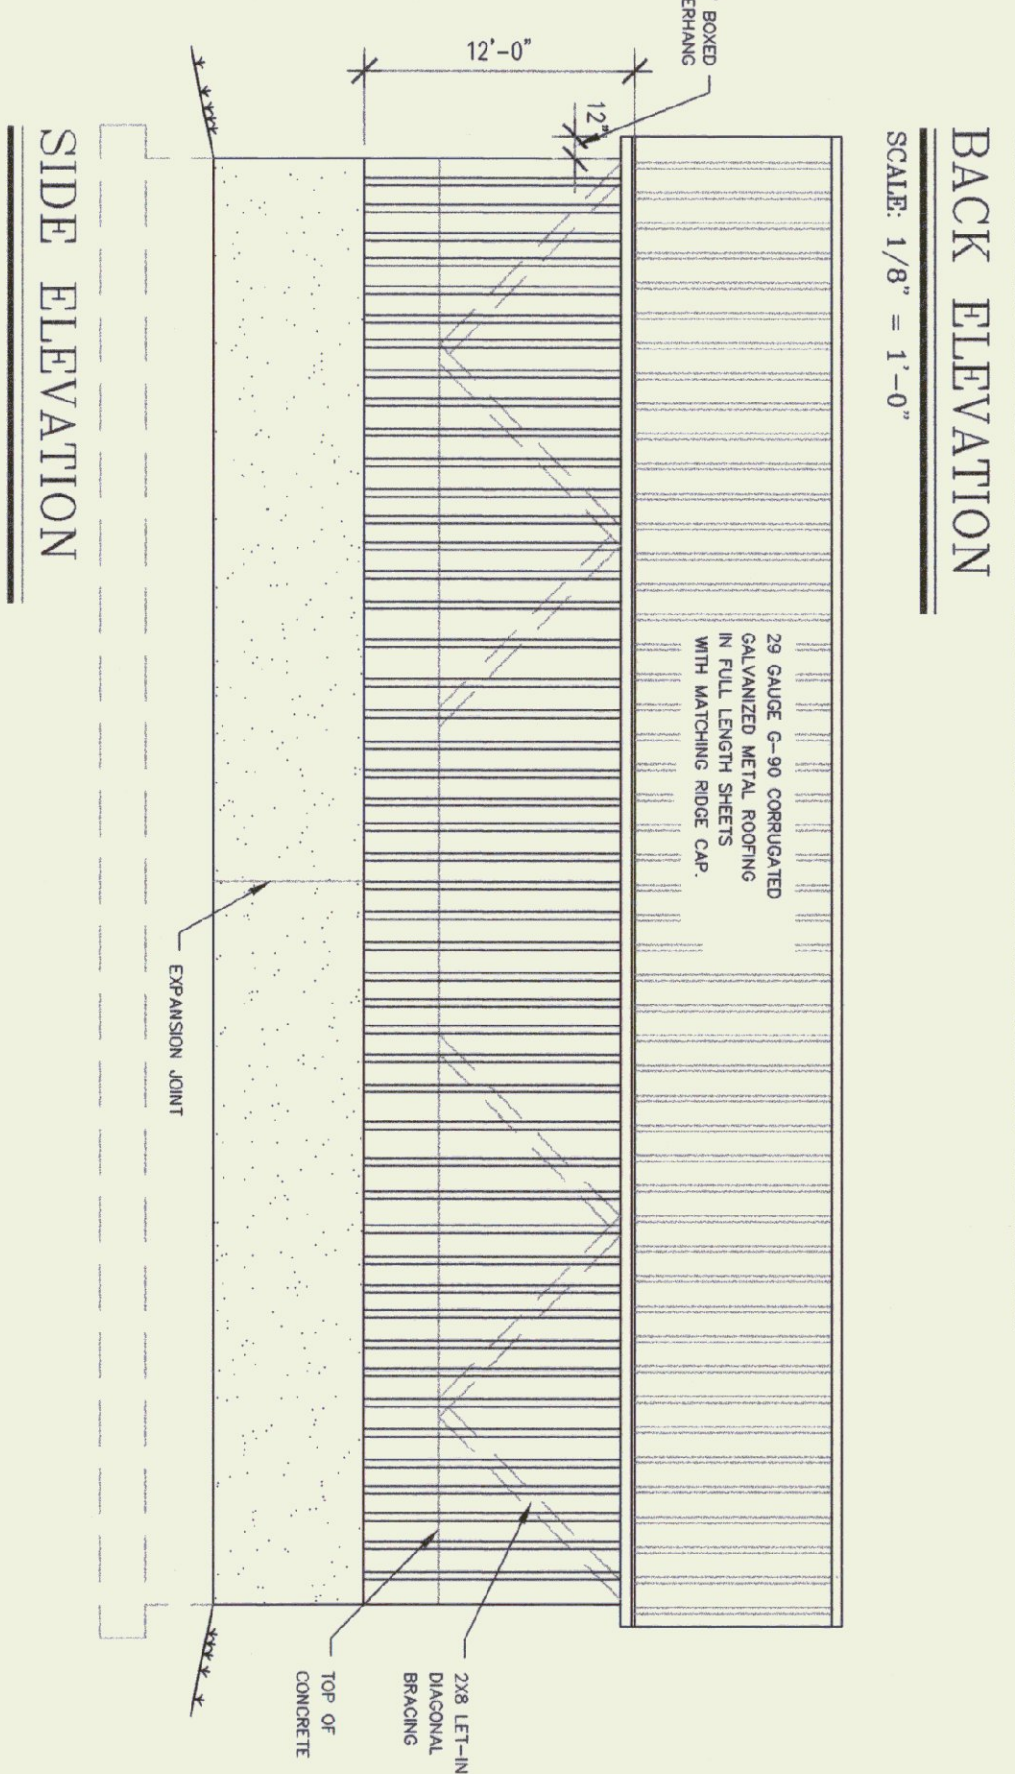 BACK ELEVATION
SCALE: 1/8" = 1'-0"
BOXED
12'-0"
12"
29 GAUGE G-90 CORRUGATED
GALVANIZED METAL ROOFING
IN FULL LENGTH SHEETS
WITH MATCHING RIDGE CAP.
2X8 LET-IN
DIAGONAL
BRACING
TOP OF
CONCRETE
EXPANSION JOINT
SIDE ELEVATION